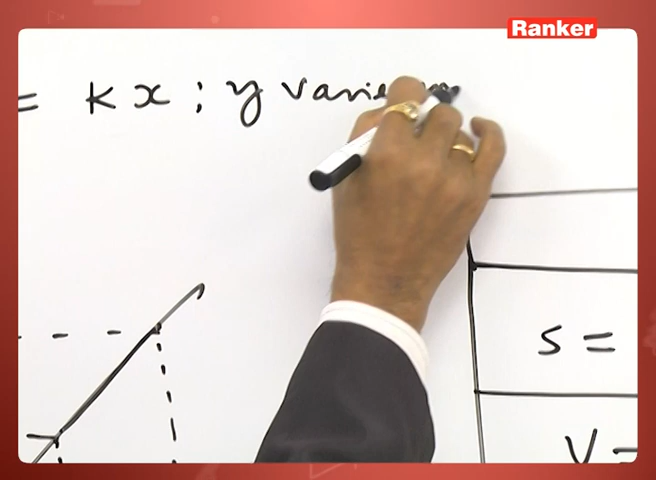 Ranker
= kx ; y varie
s =
v =